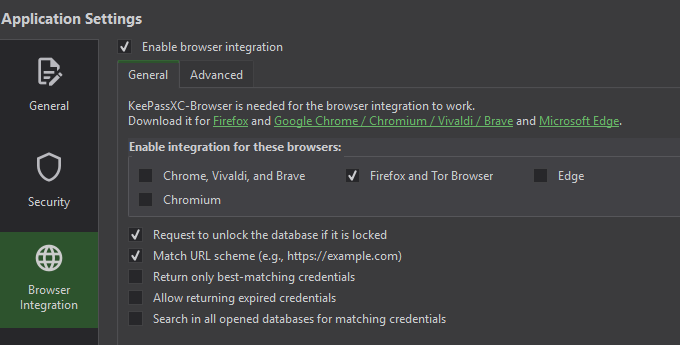 Application Settings
General
Security
Browser
Integration
Enable browser integration
General
Advanced
KeePassXC-Browser is needed for the browser integration to work.
Download it for Firefox and Google Chrome / Chromium / Vivaldi / Brave and Microsoft Edge.
Enable integration for these browsers:
Chrome, Vivaldi, and Brave
Firefox and Tor Browser
Edge
Chromium
Request to unlock the database if it is locked
Match URL scheme (e.g., https://example.com)
Return only best-matching credentials
Allow returning expired credentials
Search in all opened databases for matching credentials